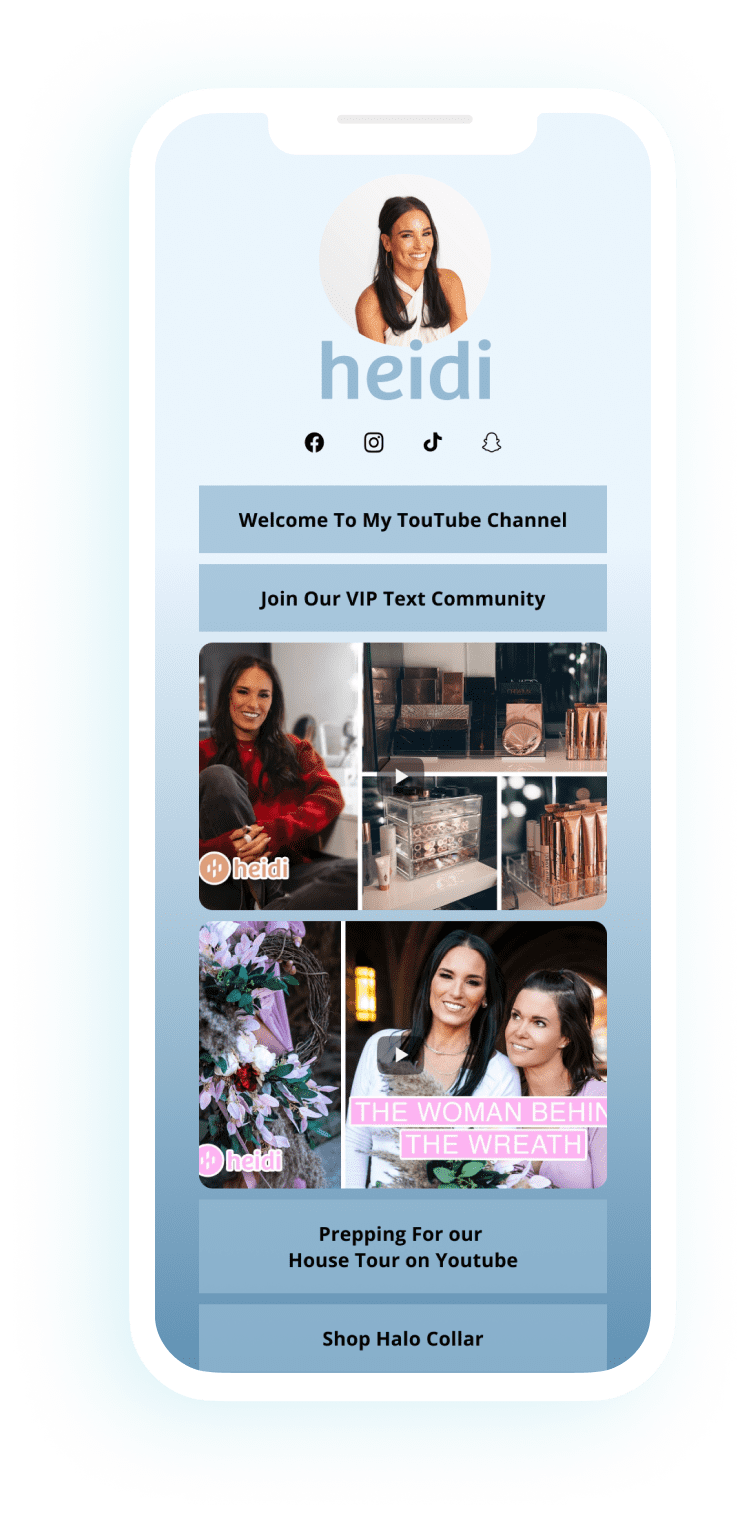 heidi
Welcome To My TouTube Channel
Join Our VIP Text Community
heidi
THE WOMAN BEHIN
THE WREATH
heidi
Prepping For our
House Tour on Youtube
Shop Halo Collar